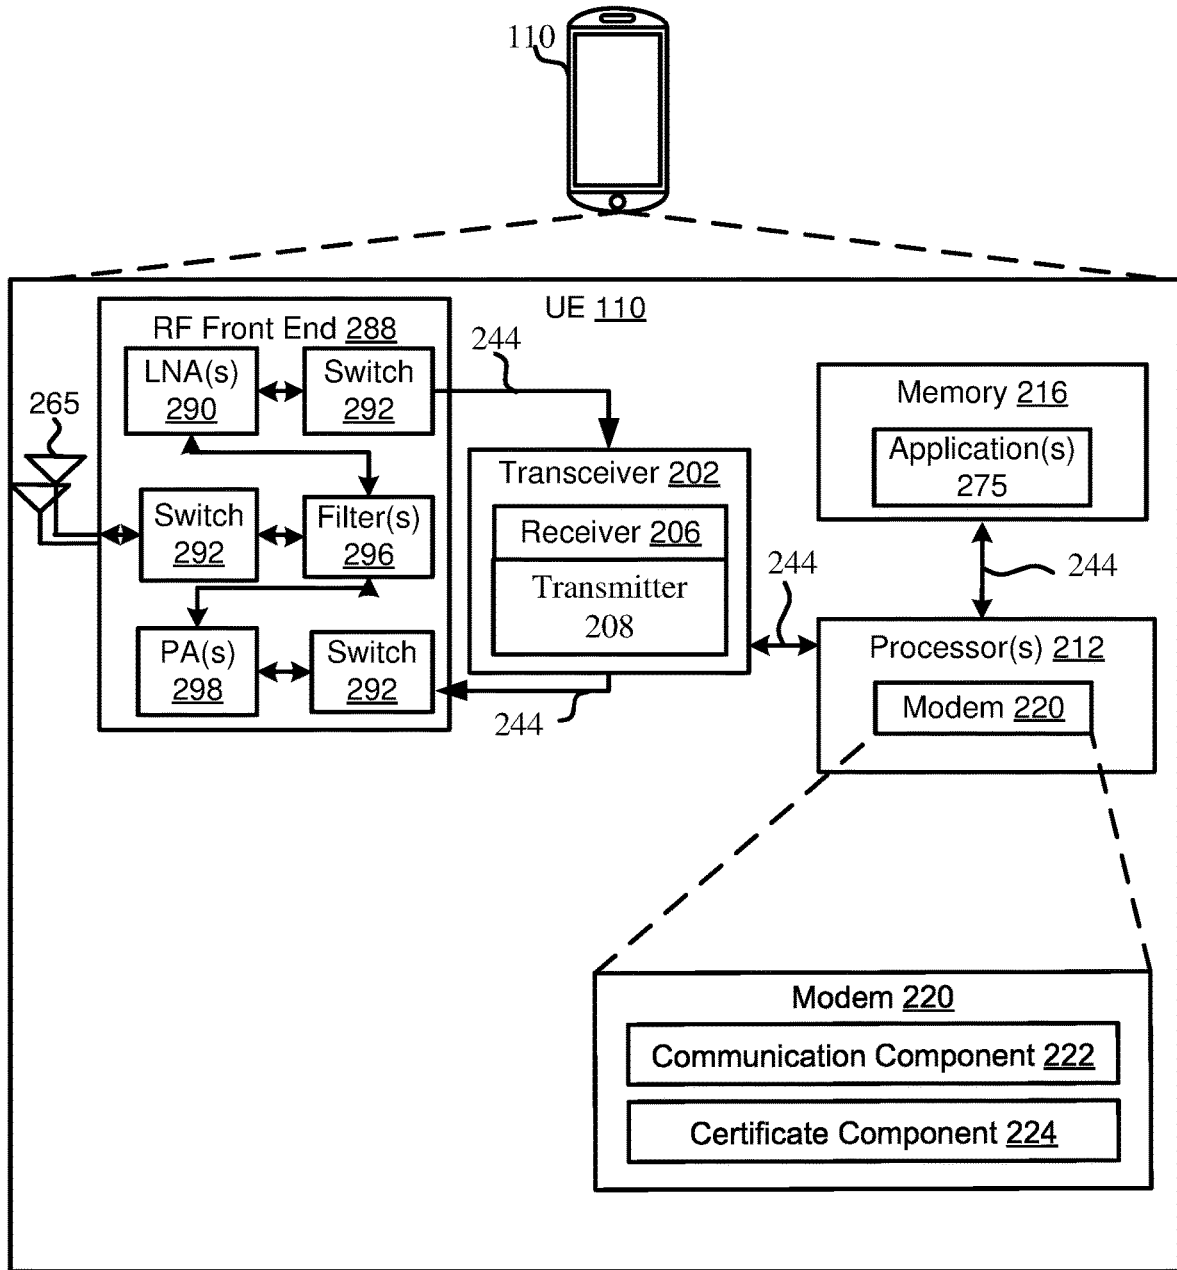 110
UE 110
RF Front End 288
244
LNA(s)
290
Switch
292
265
Memory 216
Application(s)
275
Transceiver 202
Receiver 206
Transmitter
208
Switch
292
Filter(s)
296
244
244
Processor(s) 212
Modem 220
PA(s)
298
Switch
292
244
Modem 220
Communication Component 222
Certificate Component 224